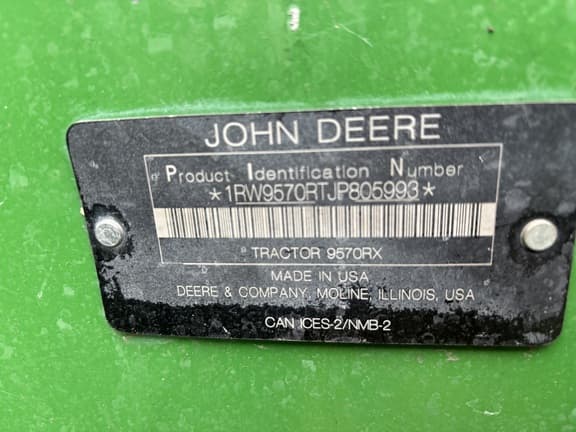 JOHN DEERE
Product Identification Number
*1RW9570RTJP805993*
TRACTOR 9570RX
MADE IN USA
DEERE & COMPANY, MOLINE, ILLINOIS, USA
CAN ICES-2/NMB-2